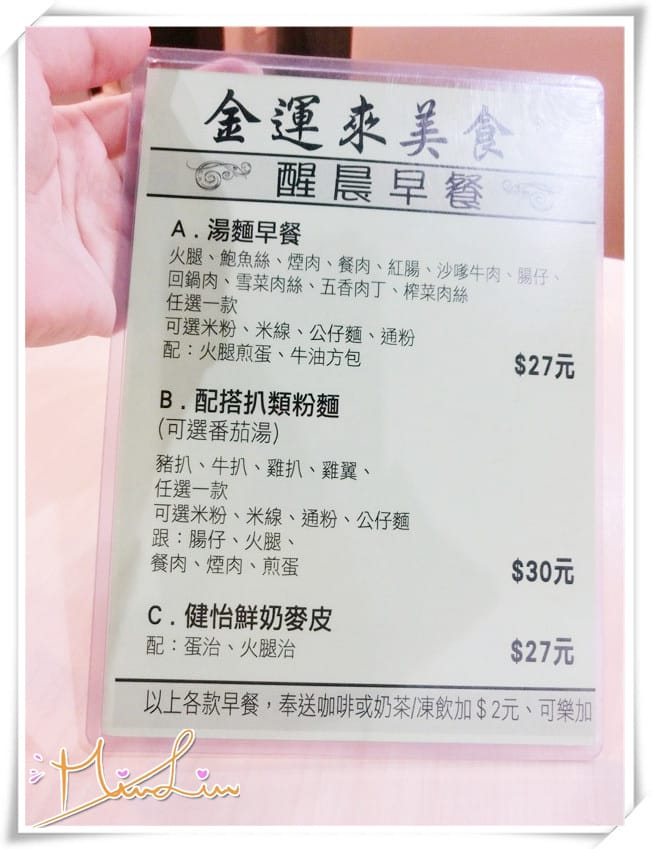 金運來美食
醒晨早餐
A . 湯麵早餐
火腿、鮑魚絲、煙肉、餐肉、紅腸、沙嗲牛肉、腸仔、
回鍋肉、雪菜肉絲、五香肉丁、榨菜肉絲
任選一款
可選米粉、米線、公仔麵、通粉
配：火腿煎蛋、牛油方包
$27元
B . 配搭扒類粉麵
(可選番茄湯)
豬扒、牛扒、雞扒、雞翼、
任選一款
可選米粉、米線、通粉、公仔麵
跟：腸仔、火腿、
餐肉、煙肉、煎蛋
$30元
C . 健怡鮮奶麥皮
配：蛋治、火腿治
$27元
以上各款早餐，奉送咖啡或奶茶/凍飲加＄2元、可樂加
MinLin